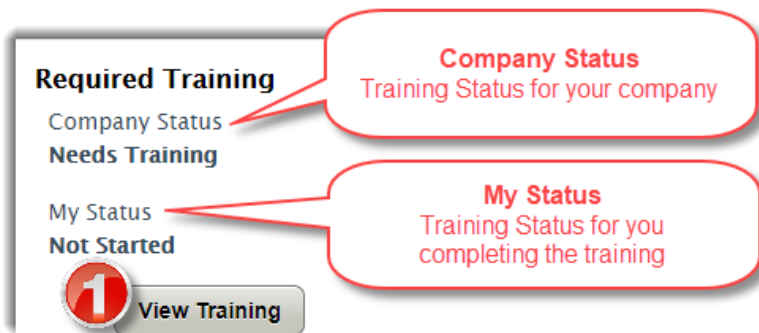 Required Training
Company Status
Needs Training
My Status
Not Started
1
View Training
Company Status
Training Status for your company
My Status
Training Status for you
completing the training